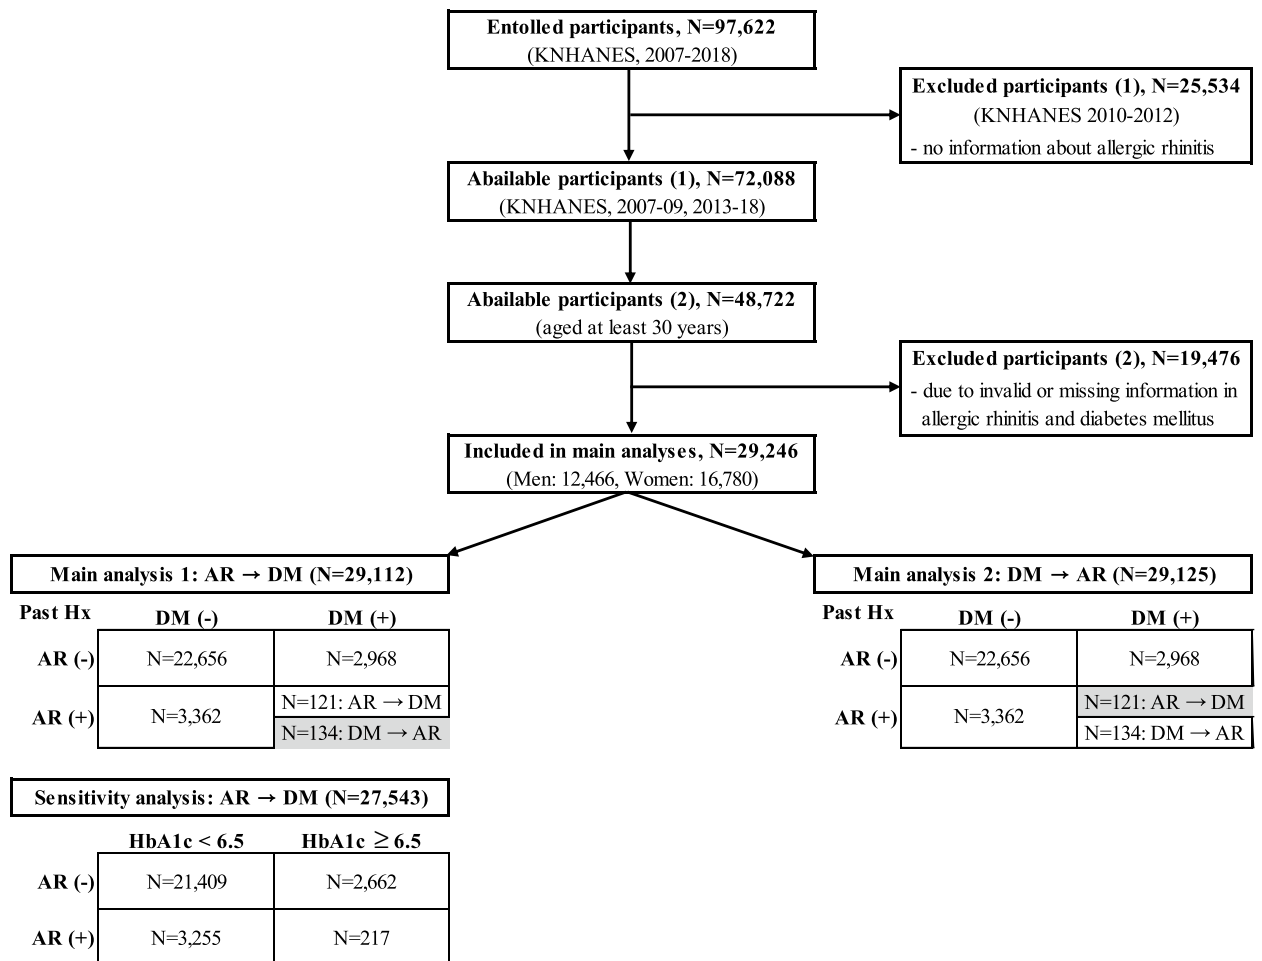 Entolled participants, N=97,622
(KNHANES, 2007-2018)
Excluded participants (1), N=25,534
(KNHANES 2010-2012)
- no information about allergic rhinitis
Abailable participants (1), N=72,088
(KNHANES, 2007-09, 2013-18)
Abailable participants (2), N=48,722
(aged at least 30 years)
Excluded participants (2), N=19,476
- due to invalid or missing information in
allergic rhinitis and diabetes mellitus
Included in main analyses, N=29,246
(Men: 12,466, Women: 16,780)
Main analysis 1: AR → DM (N=29,112)
Past Hx DM (-) DM (+)
AR (-) N=22,656 N=2,968
AR (+) N=3,362 N=121: AR → DM
N=134: DM → AR
Main analysis 2: DM → AR (N=29,125)
Past Hx DM (-) DM (+)
AR (-) N=22,656 N=2,968
AR (+) N=3,362 N=121: AR → DM
N=134: DM → AR
Sensitivity analysis: AR → DM (N=27,543)
HbA1c < 6.5 HbA1c ≥ 6.5
AR (-) N=21,409 N=2,662
AR (+) N=3,255 N=217